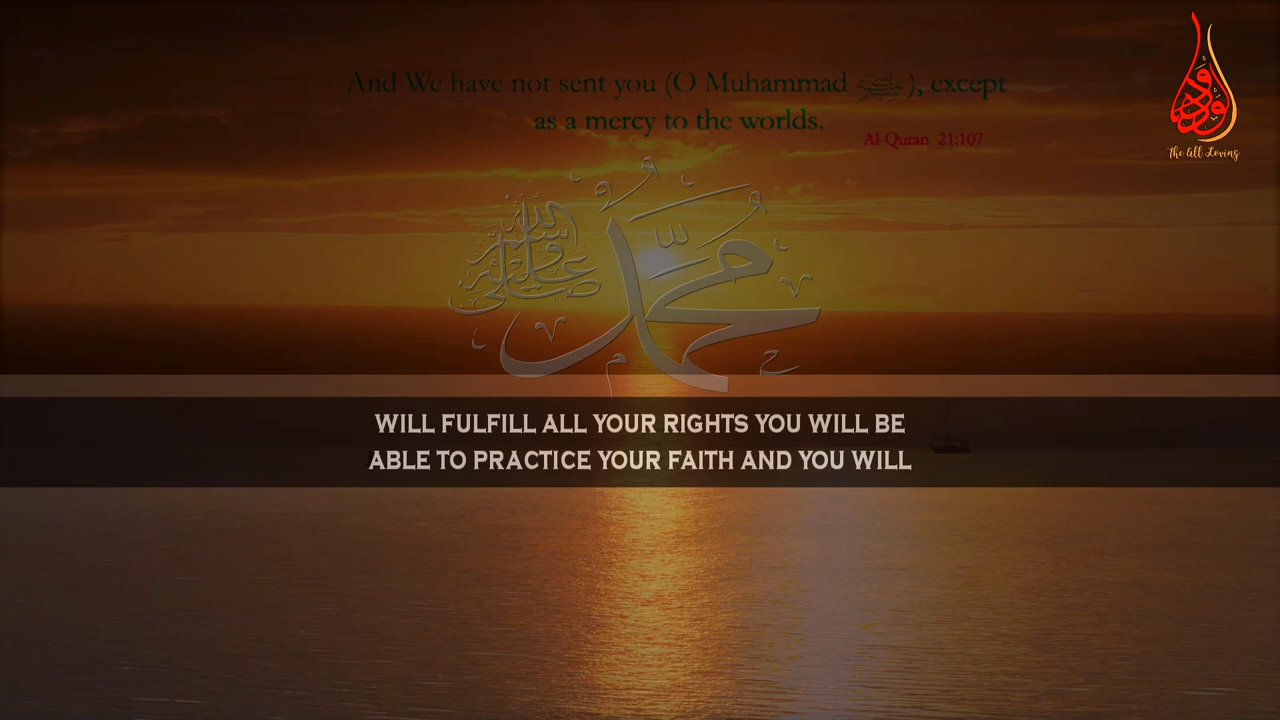 And We have not sent you (O Muhammad ﷺ), except
as a mercy to the worlds.
Al-Quran 21:107
الودود
The All Loving
محمد
صلى الله عليه وسلم
WILL FULFILL ALL YOUR RIGHTS YOU WILL BE
ABLE TO PRACTICE YOUR FAITH AND YOU WILL